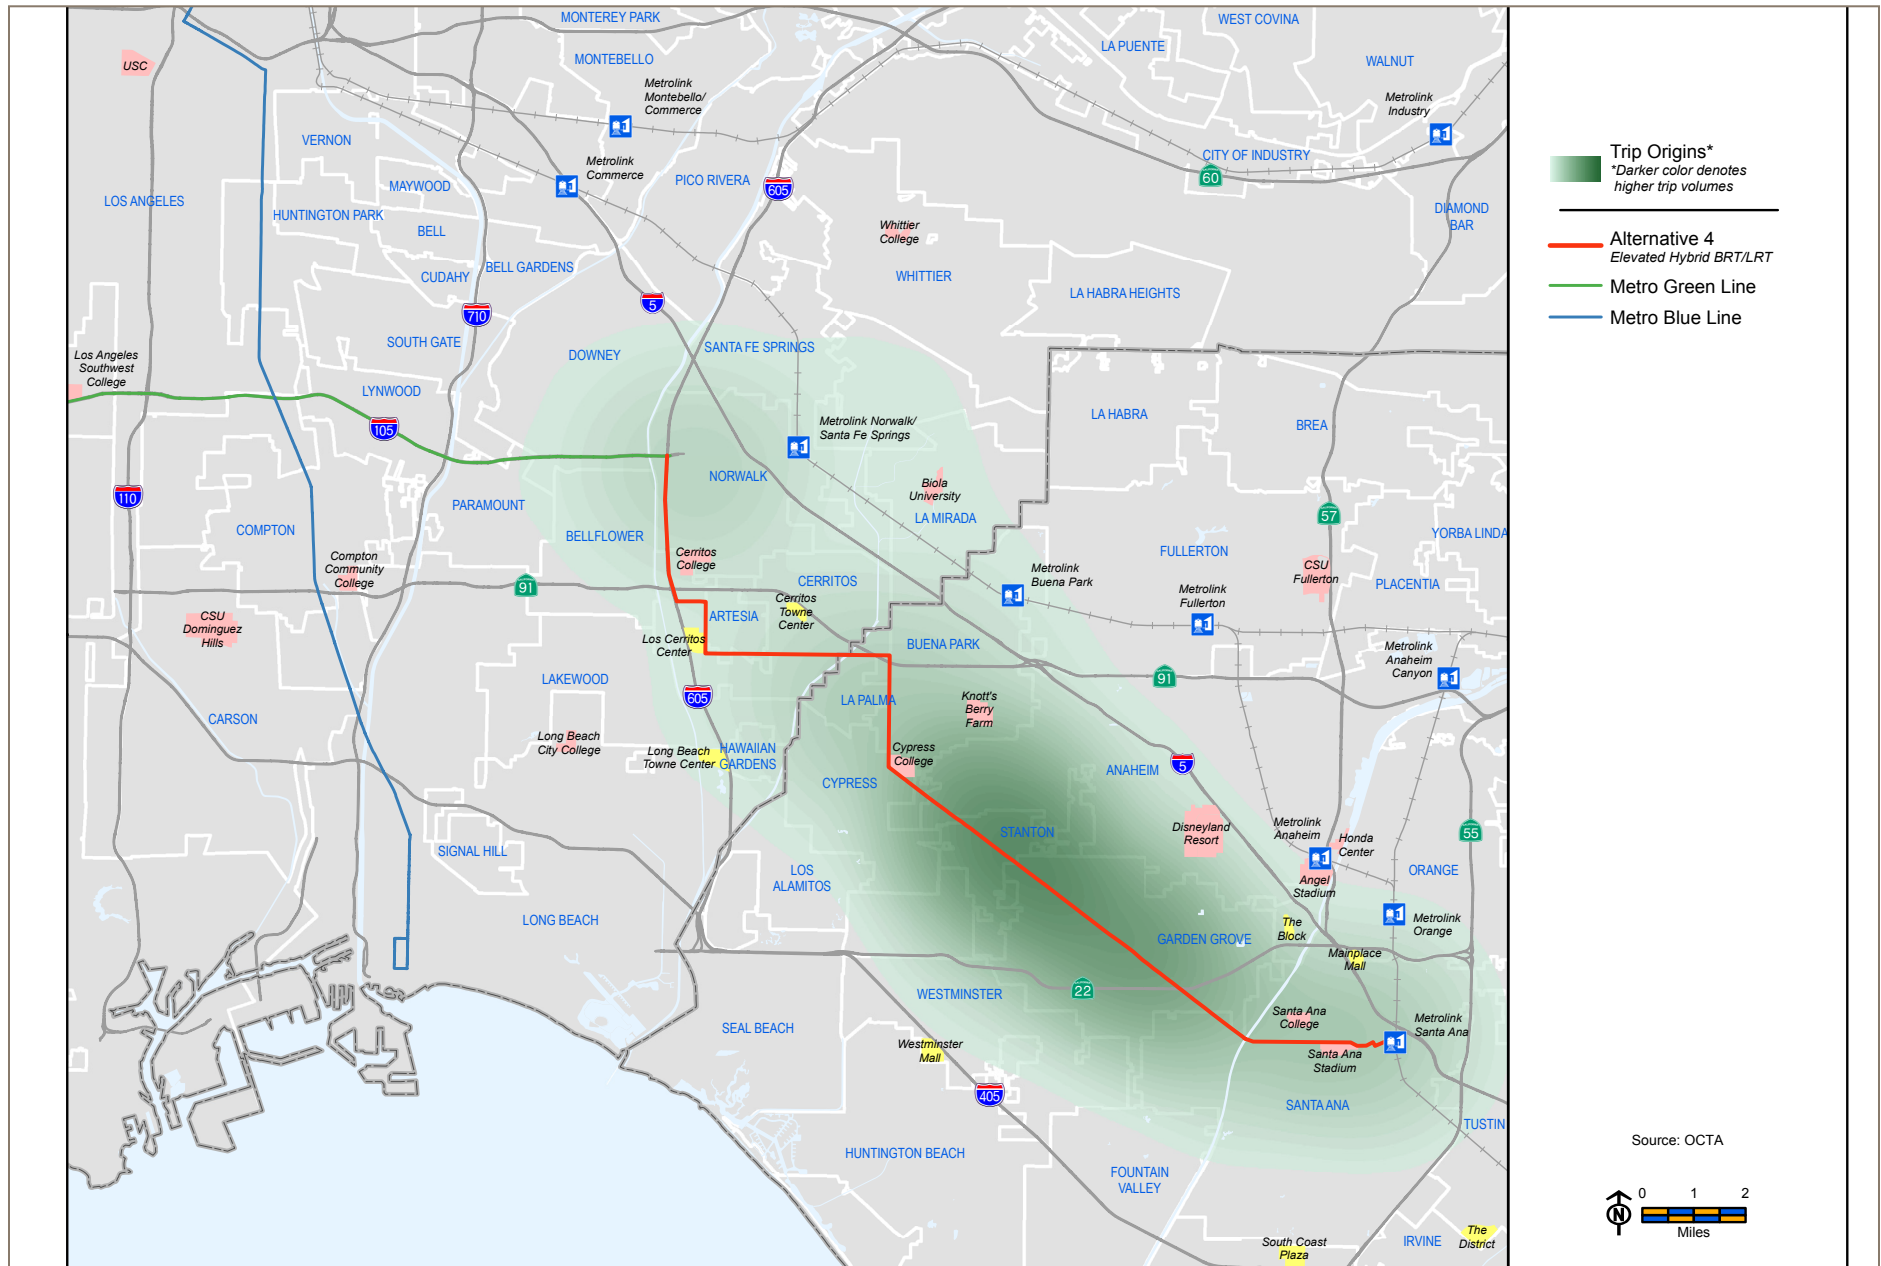 MONTEREY PARK
WEST COVINA
LA PUENTE
USC
MONTEBELLO
WALNUT
Metrolink
Montebello/
Commerce
Metrolink
Industry
VERNON
Metrolink
Commerce
CITY OF INDUSTRY
60
MAYWOOD
PICO RIVERA
605
LOS ANGELES
HUNTINGTON PARK
BELL
Whittier
College
DIAMOND
BAR
CUDAHY
BELL GARDENS
WHITTIER
LA HABRA HEIGHTS
5
710
SOUTH GATE
DOWNEY
SANTA FE SPRINGS
Los Angeles
Southwest
College
LYNWOOD
105
LA HABRA
BREA
Metrolink Norwalk/
Santa Fe Springs
NORWALK
110
PARAMOUNT
Biola
University
LA MIRADA
57
COMPTON
BELLFLOWER
YORBA LINDA
FULLERTON
Compton
Community
College
Cerritos
College
CERRITOS
Metrolink
Buena Park
CSU
Fullerton
PLACENTIA
91
Metrolink
Fullerton
CSU
Dominguez
Hills
ARTESIA
Cerritos
Towne
Center
Los Cerritos
Center
BUENA PARK
Metrolink
Anaheim
Canyon
LAKEWOOD
91
605
LA PALMA
Knott's
Berry
Farm
CARSON
Long Beach
City College
Long Beach
Towne Center
HAWAIIAN
GARDENS
Cypress
College
CYPRESS
ANAHEIM
5
STANTON
Disneyland
Resort
Metrolink
Anaheim
Honda
Center
55
SIGNAL HILL
LOS
ALAMITOS
Angel
Stadium
ORANGE
LONG BEACH
GARDEN GROVE
The
Block
Metrolink
Orange
Mainplace
Mall
WESTMINSTER
22
SEAL BEACH
Santa Ana
College
Metrolink
Santa Ana
Westminster
Mall
Santa Ana
Stadium
405
SANTA ANA
TUSTIN
HUNTINGTON BEACH
FOUNTAIN
VALLEY
South Coast
Plaza
IRVINE
The
District
Trip Origins*
*Darker color denotes
higher trip volumes
Alternative 4
Elevated Hybrid BRT/LRT
Metro Green Line
Metro Blue Line
Source: OCTA
N
0 1 2
Miles